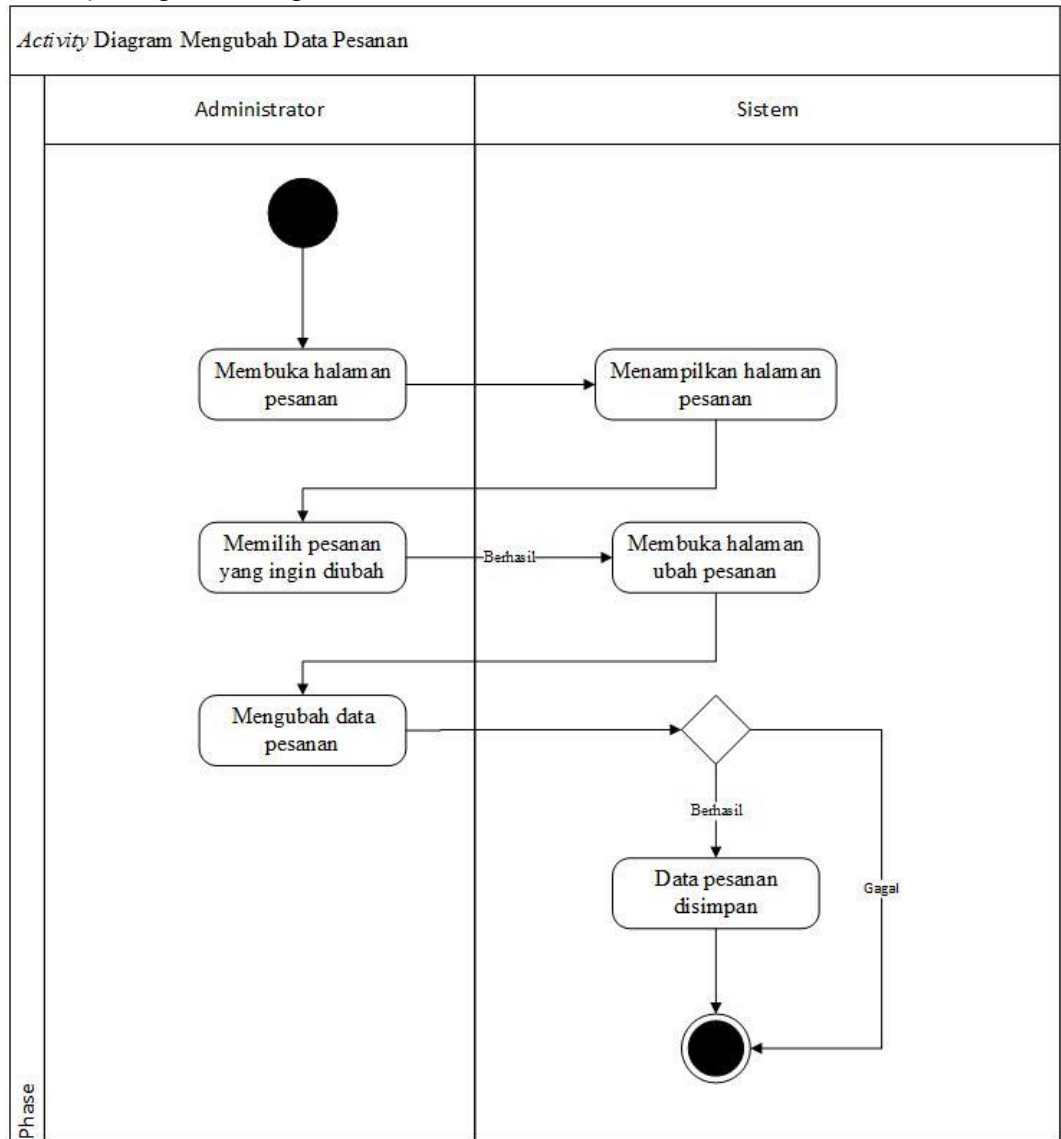 Activity Diagram Mengubah Data Pesanan
Administrator
Sistem
Membuka halaman
pesanan
Menampilkan halaman
pesanan
Memilih pesanan
yang ingin diubah
Berhasil
Membuka halaman
ubah pesanan
Mengubah data
pesanan
Berhasil
Data pesanan
disimpan
Gagal
Phase